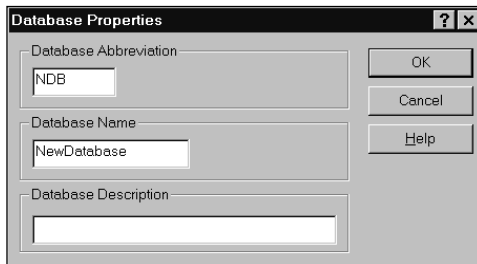 Database Properties
Database Abbreviation
NDB
Database Name
NewDatabase
Database Description
OK
Cancel
Help